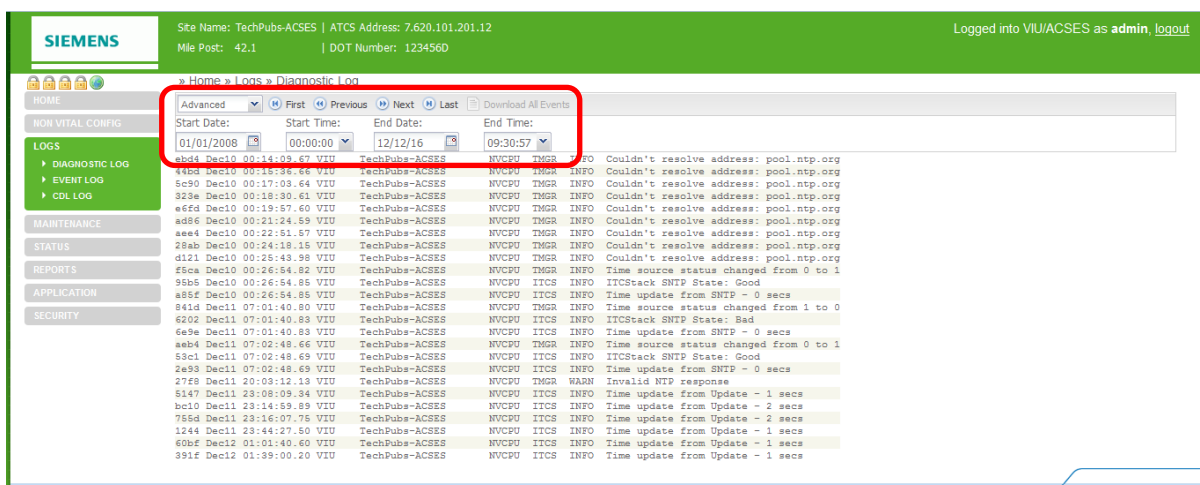 SIEMENS
Site Name: TechPubs-ACSES | ATCS Address: 7.620.101.201.12
Mile Post: 42.1 | DOT Number: 123456D
Logged into VIU/ACSES as admin, logout
» Home » Logs » Diagnostic Log
HOME
NON VITAL CONFIG
LOGS
DIAGNOSTIC LOG
EVENT LOG
CDL LOG
MAINTENANCE
STATUS
REPORTS
APPLICATION
SECURITY
Advanced First Previous Next Last Download All Events
Start Date: Start Time: End Date: End Time:
01/01/2008 00:00:00 12/12/16 09:30:57
ebd4 Dec10 00:14:09.67 VIU TechPubs-ACSES NVCPU TMGR INFO Couldn't resolve address: pool.ntp.org
44bd Dec10 00:15:36.66 VIU TechPubs-ACSES NVCPU TMGR INFO Couldn't resolve address: pool.ntp.org
5c90 Dec10 00:17:03.64 VIU TechPubs-ACSES NVCPU TMGR INFO Couldn't resolve address: pool.ntp.org
323e Dec10 00:18:30.61 VIU TechPubs-ACSES NVCPU TMGR INFO Couldn't resolve address: pool.ntp.org
e6fd Dec10 00:19:57.60 VIU TechPubs-ACSES NVCPU TMGR INFO Couldn't resolve address: pool.ntp.org
ad86 Dec10 00:21:24.59 VIU TechPubs-ACSES NVCPU TMGR INFO Couldn't resolve address: pool.ntp.org
aee4 Dec10 00:22:51.57 VIU TechPubs-ACSES NVCPU TMGR INFO Couldn't resolve address: pool.ntp.org
28ab Dec10 00:24:18.15 VIU TechPubs-ACSES NVCPU TMGR INFO Couldn't resolve address: pool.ntp.org
d121 Dec10 00:25:43.98 VIU TechPubs-ACSES NVCPU TMGR INFO Couldn't resolve address: pool.ntp.org
f5ca Dec10 00:26:54.82 VIU TechPubs-ACSES NVCPU TMGR INFO Time source status changed from 0 to 1
95b5 Dec10 00:26:54.85 VIU TechPubs-ACSES NVCPU ITCS INFO ITCStack SNTP State: Good
a85f Dec10 00:26:54.85 VIU TechPubs-ACSES NVCPU ITCS INFO Time update from SNTP - 0 secs
841d Dec11 07:01:40.80 VIU TechPubs-ACSES NVCPU TMGR INFO Time source status changed from 1 to 0
6202 Dec11 07:01:40.83 VIU TechPubs-ACSES NVCPU ITCS INFO ITCStack SNTP State: Bad
6e9e Dec11 07:01:40.83 VIU TechPubs-ACSES NVCPU ITCS INFO Time update from SNTP - 0 secs
aeb4 Dec11 07:02:48.66 VIU TechPubs-ACSES NVCPU TMGR INFO Time source status changed from 0 to 1
53c1 Dec11 07:02:48.69 VIU TechPubs-ACSES NVCPU ITCS INFO ITCStack SNTP State: Good
2e93 Dec11 07:02:48.69 VIU TechPubs-ACSES NVCPU ITCS INFO Time update from SNTP - 0 secs
27f8 Dec11 20:03:12.13 VIU TechPubs-ACSES NVCPU TMGR WARN Invalid NTP response
5147 Dec11 23:08:09.34 VIU TechPubs-ACSES NVCPU ITCS INFO Time update from Update - 1 secs
bc10 Dec11 23:14:59.89 VIU TechPubs-ACSES NVCPU ITCS INFO Time update from Update - 2 secs
755d Dec11 23:16:07.75 VIU TechPubs-ACSES NVCPU ITCS INFO Time update from Update - 2 secs
1244 Dec11 23:44:27.50 VIU TechPubs-ACSES NVCPU ITCS INFO Time update from Update - 1 secs
60bf Dec12 01:01:40.60 VIU TechPubs-ACSES NVCPU ITCS INFO Time update from Update - 1 secs
391f Dec12 01:39:00.20 VIU TechPubs-ACSES NVCPU ITCS INFO Time update from Update - 1 secs